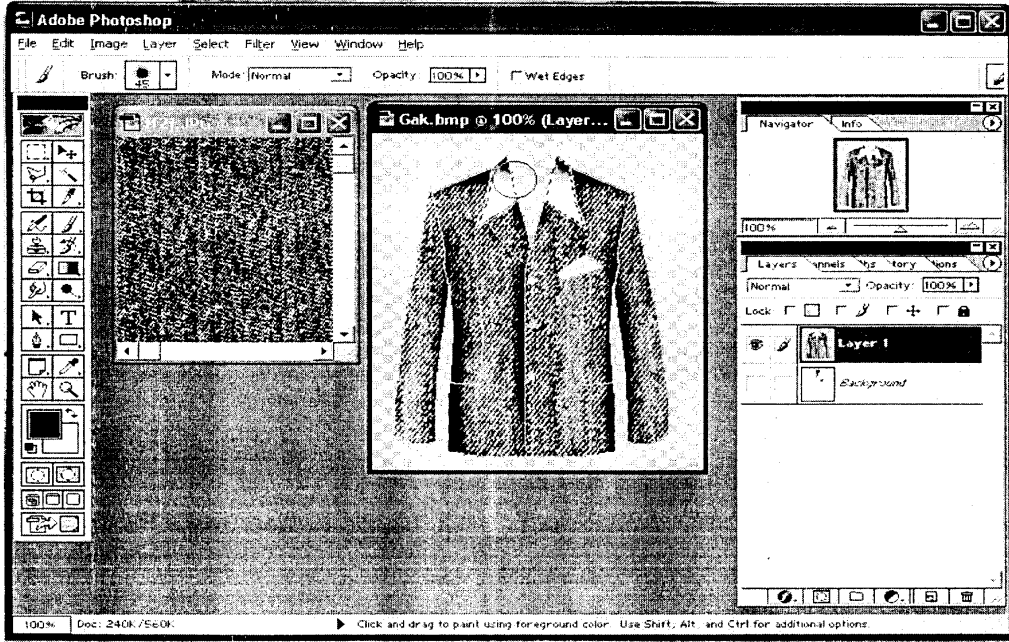 Adobe Photoshop
File Edit Image Layer Select Filter View Window Help
Brush: 45 Mode: Normal Opacity: 100% Wet Edges
Gak.bmp @ 100% (Layer...
Navigator Info
100%
Layers
Normal Opacity: 100%
Lock:
Layer 1
Background
100% Doc: 240K/560K Click and drag to paint using foreground color. Use Shift, Alt, and Ctrl for additional options.